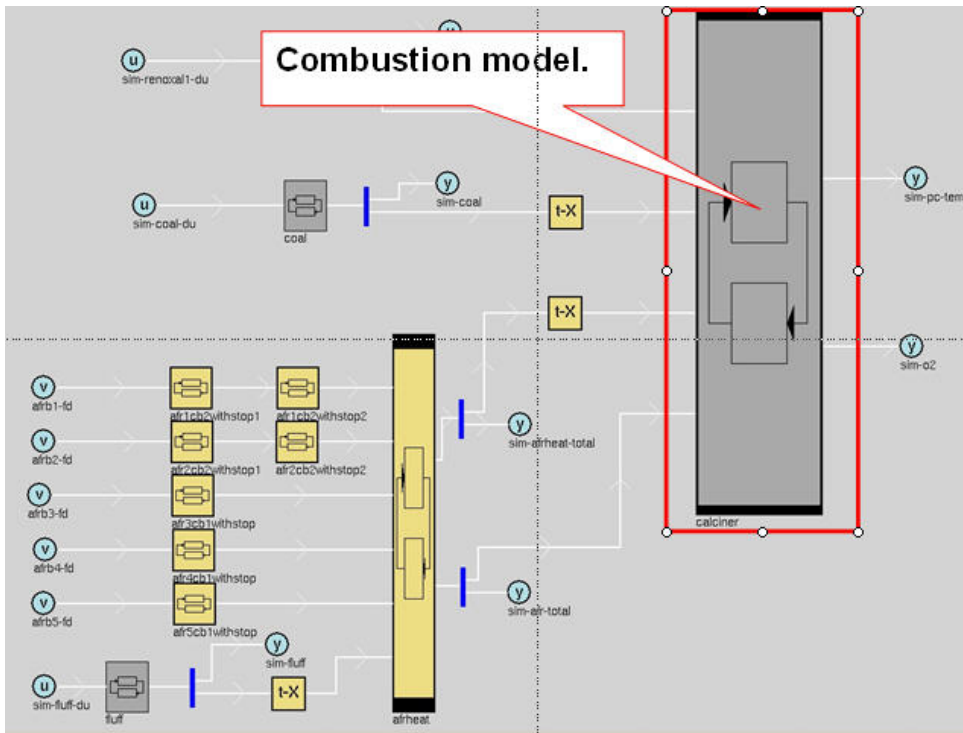 u
u
sim-renoxal1-du
Combustion model.
u
sim-coal-du
coal
y
sim-coal
t-X
y
sim-pc-tem
t-X
y
sim-o2
calciner
v
afrb1-fd
afr1cb2withstop1
afr1cb2withstop2
v
afrb2-fd
afr2cb2withstop1
afr2cb2withstop2
y
sim-afrheat-total
v
afrb3-fd
afr3cb1withstop
v
afrb4-fd
afr4cb1withstop
v
afrb5-fd
afr5cb1withstop
y
sim-air-total
y
sim-fluff
u
sim-fluff-du
fluff
t-X
afrheat